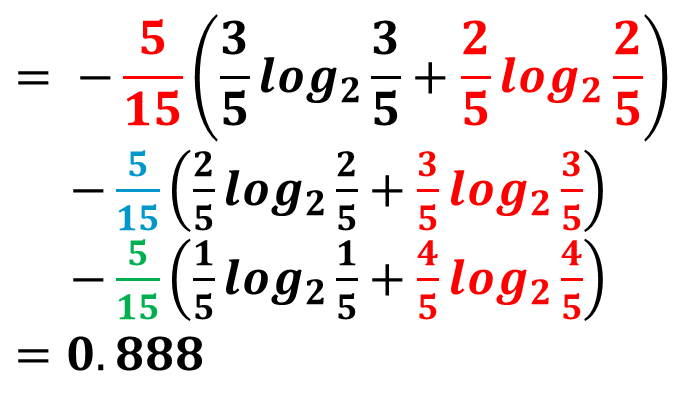 = − 5/15 (3/5 log₂ 3/5 + 2/5 log₂ 2/5)
− 5/15 (2/5 log₂ 2/5 + 3/5 log₂ 3/5)
− 5/15 (1/5 log₂ 1/5 + 4/5 log₂ 4/5)
= 0.888